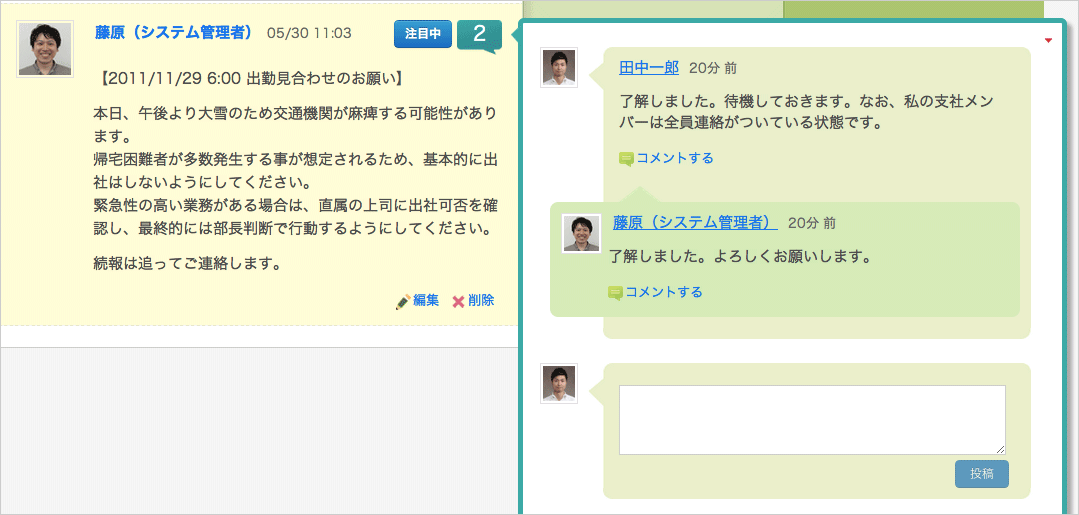 藤原（システム管理者） 05/30 11:03 注目中 2
【2011/11/29 6:00 出勤見合わせのお願い】
本日、午後より大雪のため交通機関が麻痺する可能性があり
ます。
帰宅困難者が多数発生する事が想定されるため、基本的に出
社はしないようにしてください。
緊急性の高い業務がある場合は、直属の上司に出社可否を確
認し、最終的には部長判断で行動するようにしてください。
続報は追ってご連絡します。
編集 削除
田中一郎 20分 前
了解しました。待機しておきます。なお、私の支社メン
バーは全員連絡がついている状態です。
コメントする
藤原（システム管理者） 20分 前
了解しました。よろしくお願いします。
コメントする
投稿